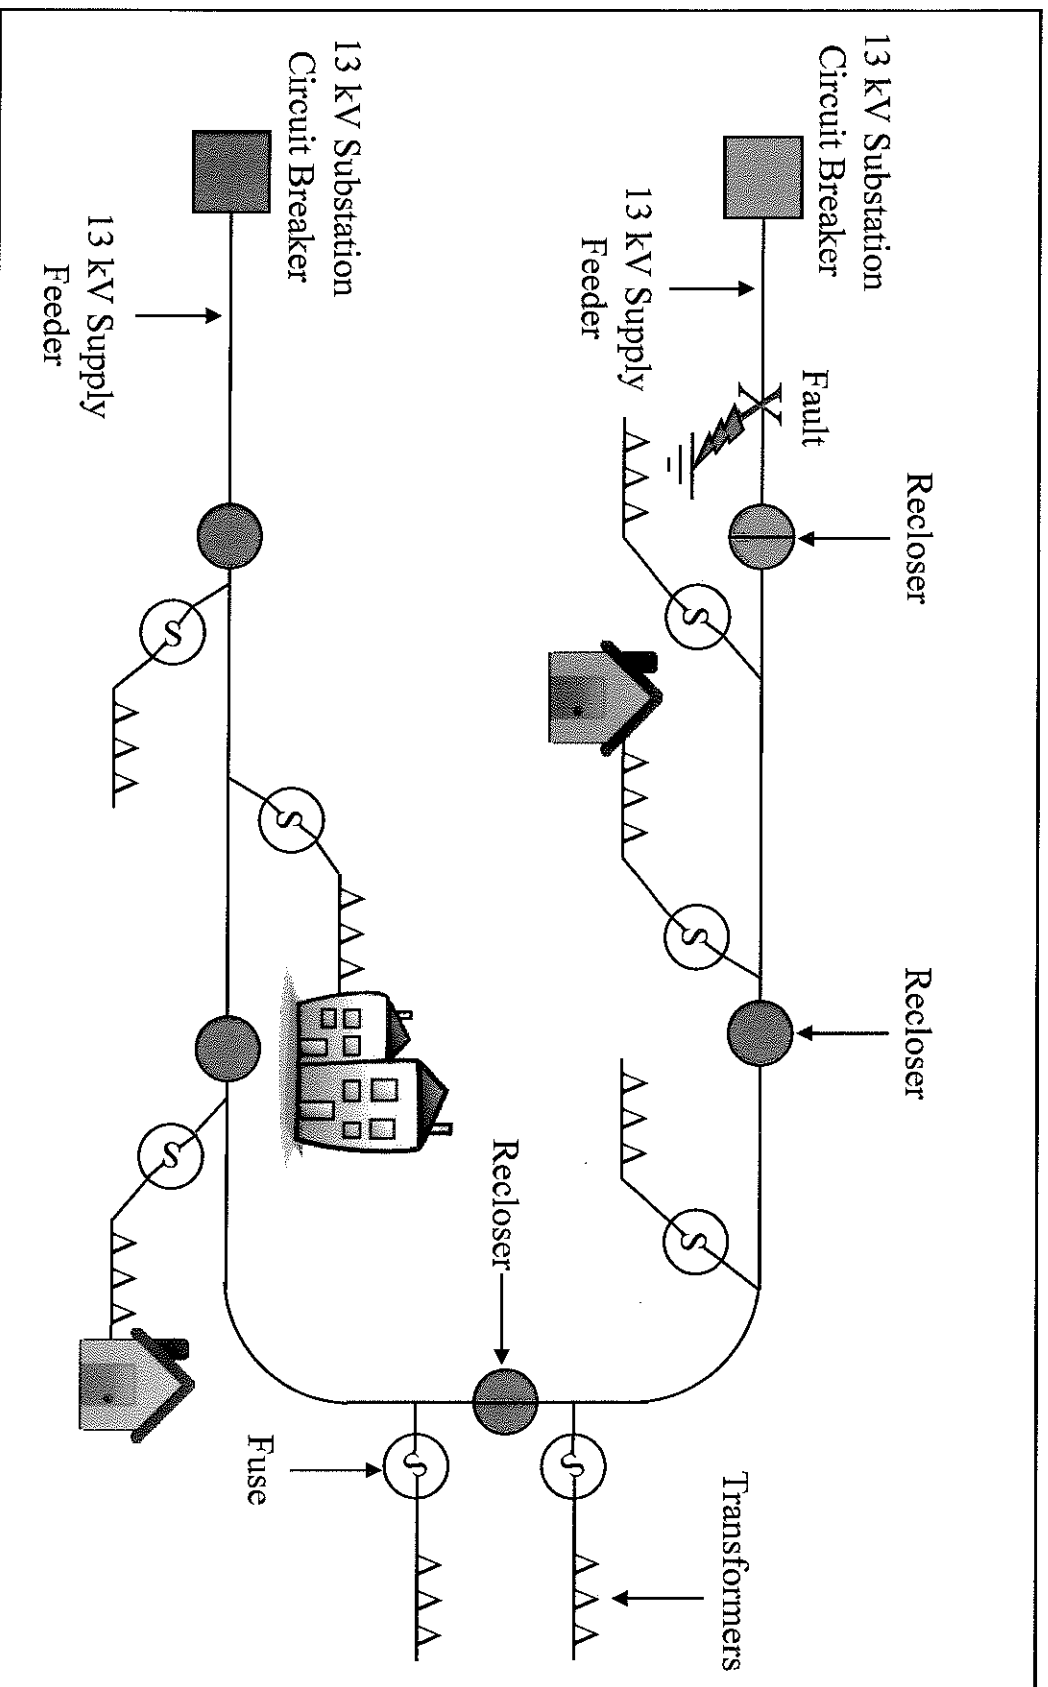 13 kV Substation
Circuit Breaker
13 kV Supply
Feeder
Fault
Recloser
Recloser
13 kV Substation
Circuit Breaker
13 kV Supply
Feeder
Recloser
Transformers
Fuse
S
S
S
S
S
S
S
S